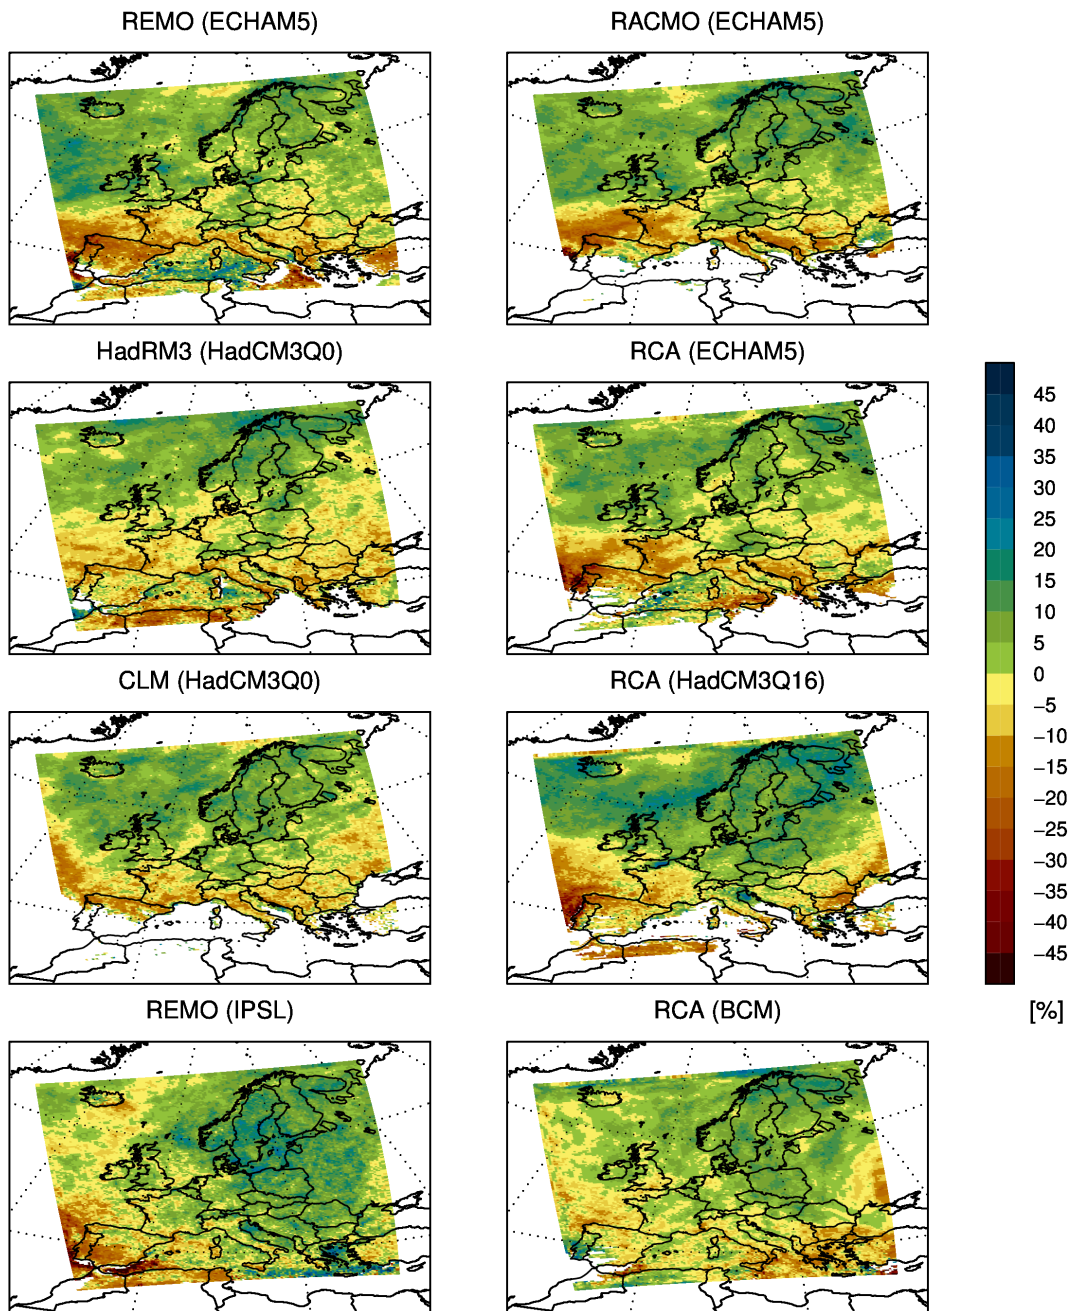 REMO (ECHAM5)
RACMO (ECHAM5)
HadRM3 (HadCM3Q0)
RCA (ECHAM5)
CLM (HadCM3Q0)
RCA (HadCM3Q16)
REMO (IPSL)
RCA (BCM)
45
40
35
30
25
20
15
10
5
0
−5
−10
−15
−20
−25
−30
−35
−40
−45
[%]